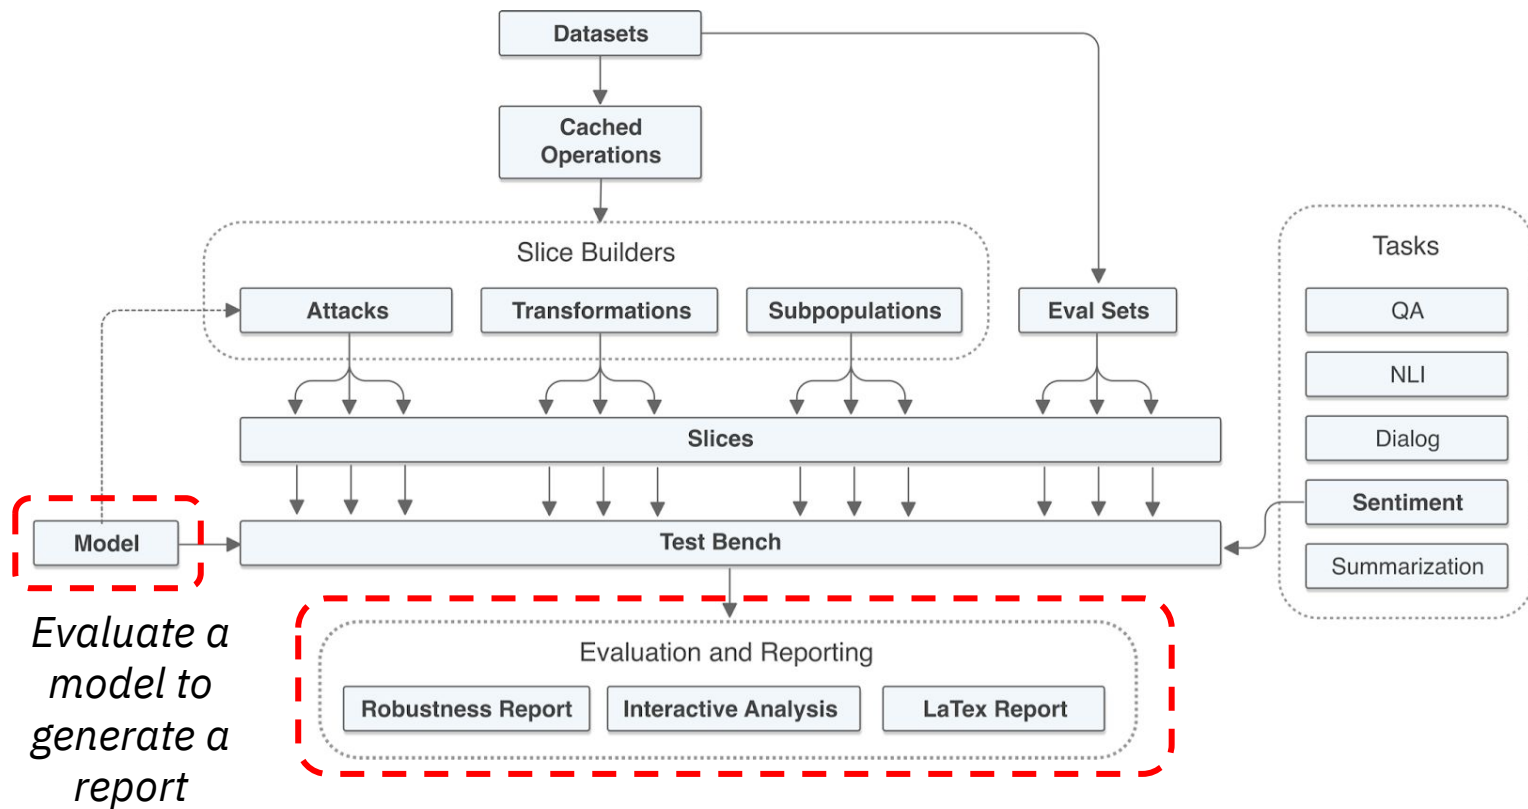 Datasets
Cached
Operations
Slice Builders
Attacks
Transformations
Subpopulations
Eval Sets
Slices
Model
Test Bench
Tasks
QA
NLI
Dialog
Sentiment
Summarization
Evaluate a
model to
generate a
report
Evaluation and Reporting
Robustness Report
Interactive Analysis
LaTex Report